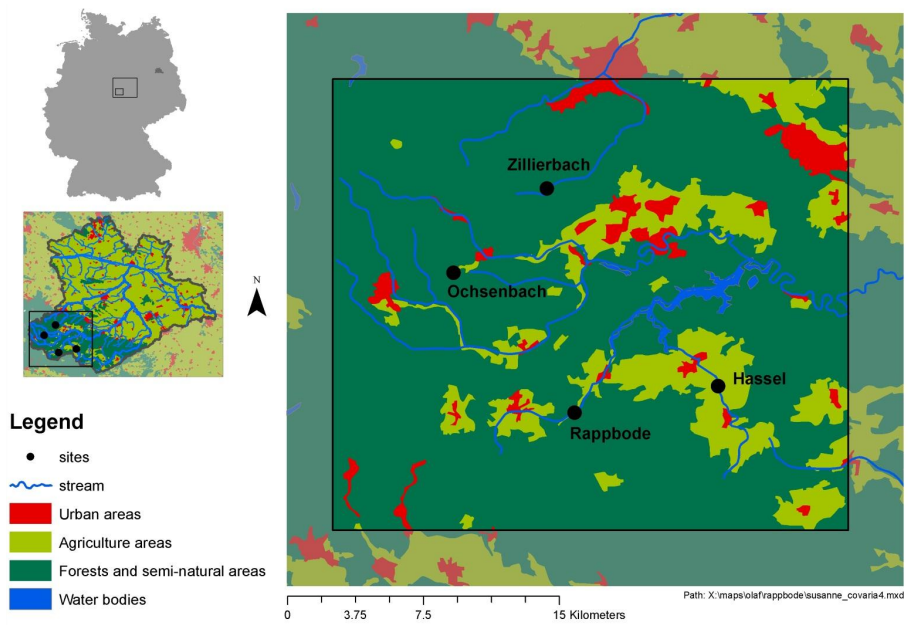 Zillierbach
Ochsenbach
Hassel
Rappbode
N
Legend
sites
stream
Urban areas
Agriculture areas
Forests and semi-natural areas
Water bodies
0 3.75 7.5 15 Kilometers
Path: X:\maps\olaf\rappbode\susanne_covaria4.mxd